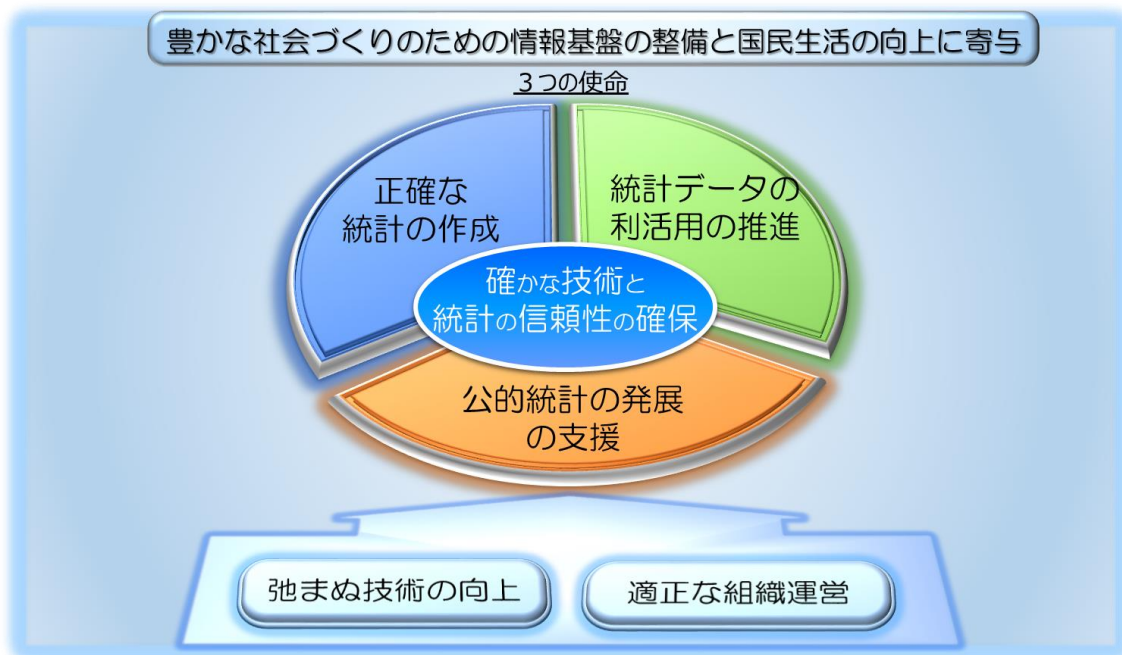 豊かな社会づくりのための情報基盤の整備と国民生活の向上に寄与
３つの使命
正確な
統計の作成
統計データの
利活用の推進
確かな技術と
統計の信頼性の確保
公的統計の発展
の支援
弛まぬ技術の向上
適正な組織運営